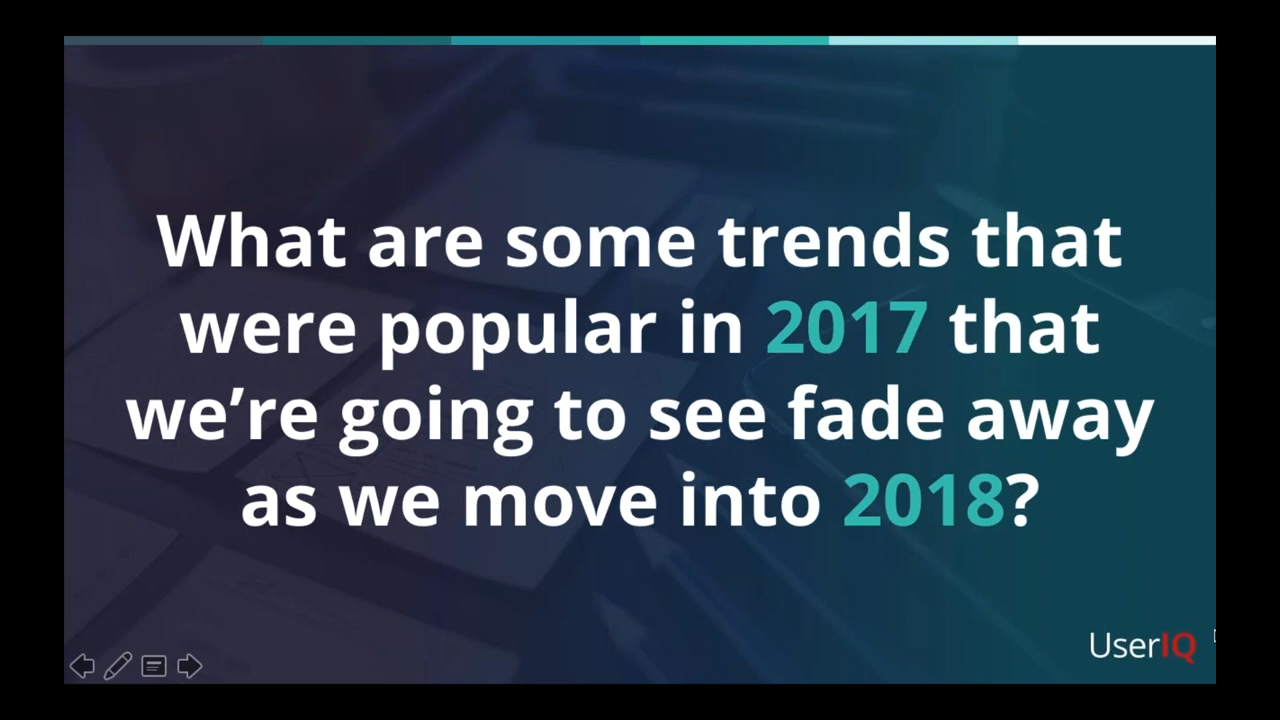 What are some trends that
were popular in 2017 that
we’re going to see fade away
as we move into 2018?
UserIQ